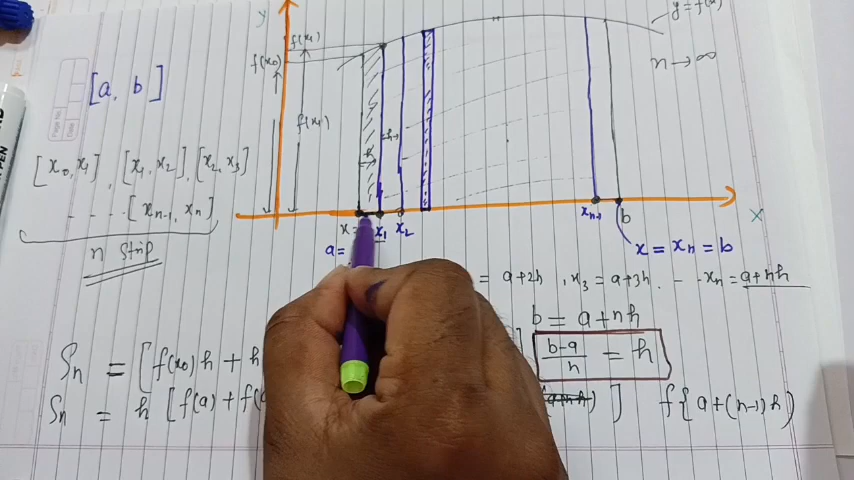 y
y = f(x)
f(x₁)
f(x₀)
n → ∞
[a, b]
f(x₁)
h
h
[x₀, x₁], [x₁, x₂], [x₂, x₃]
- - - - - [xₙ₋₁, xₙ],
n strip
x₁ x₂
xₙ₋₁
b
X
x =
a =
x = xₙ = b
= a+2h, x₃ = a+3h. - - xₙ = a+nh
b = a+nh
b-a/n = h
Sₙ = [f(x₀)h + h
Sₙ = h [f(a) + f(
] f{a+(n-1)h)